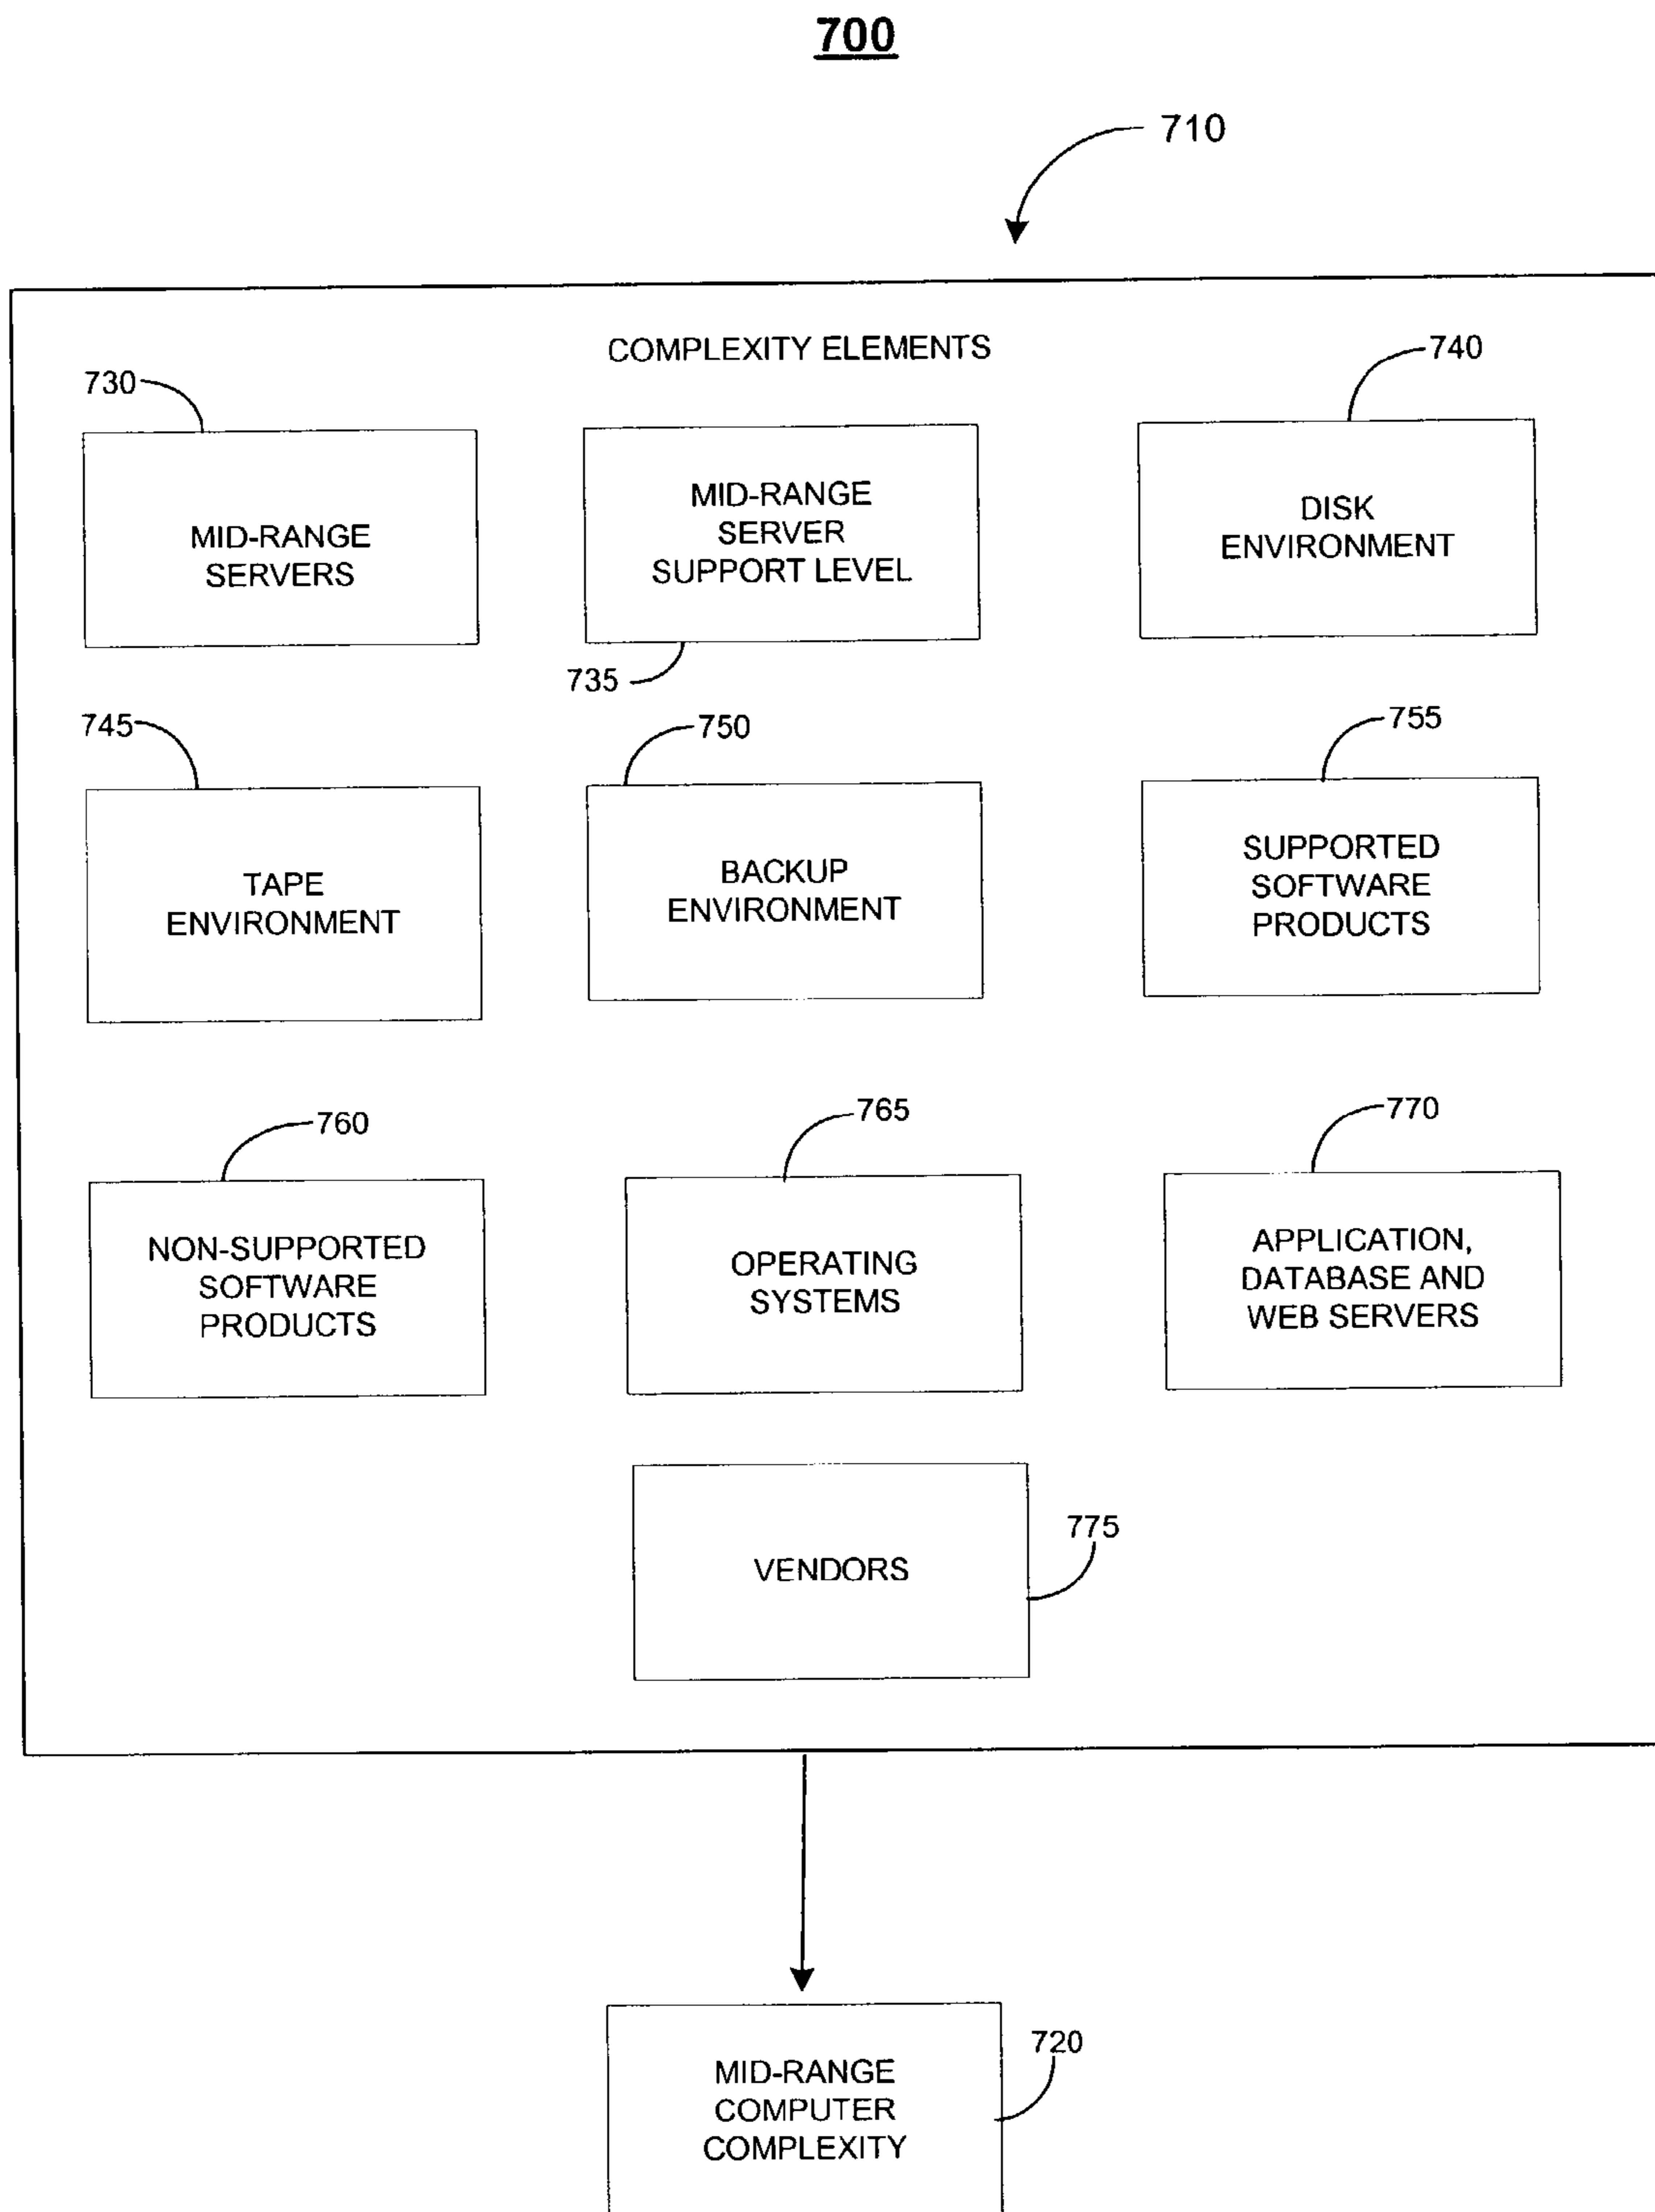 700
710
COMPLEXITY ELEMENTS
730
740
MID-RANGE
SERVERS
MID-RANGE
SERVER
SUPPORT LEVEL
DISK
ENVIRONMENT
735
745
750
755
TAPE
ENVIRONMENT
BACKUP
ENVIRONMENT
SUPPORTED
SOFTWARE
PRODUCTS
760
765
770
NON-SUPPORTED
SOFTWARE
PRODUCTS
OPERATING
SYSTEMS
APPLICATION,
DATABASE AND
WEB SERVERS
VENDORS
775
MID-RANGE
COMPUTER
COMPLEXITY
720